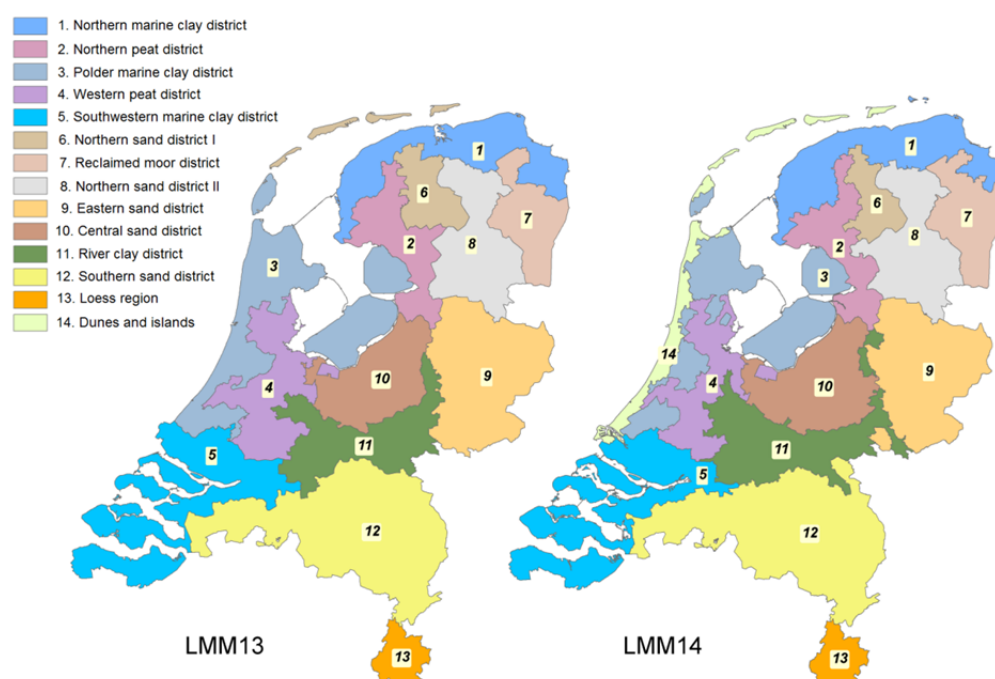 1. Northern marine clay district
2. Northern peat district
3. Polder marine clay district
4. Western peat district
5. Southwestern marine clay district
6. Northern sand district I
7. Reclaimed moor district
8. Northern sand district II
9. Eastern sand district
10. Central sand district
11. River clay district
12. Southern sand district
13. Loess region
14. Dunes and islands
1
6
7
2
8
3
10
9
4
11
5
12
LMM13
13
1
6
7
8
2
3
14
9
4
10
11
5
12
LMM14
13